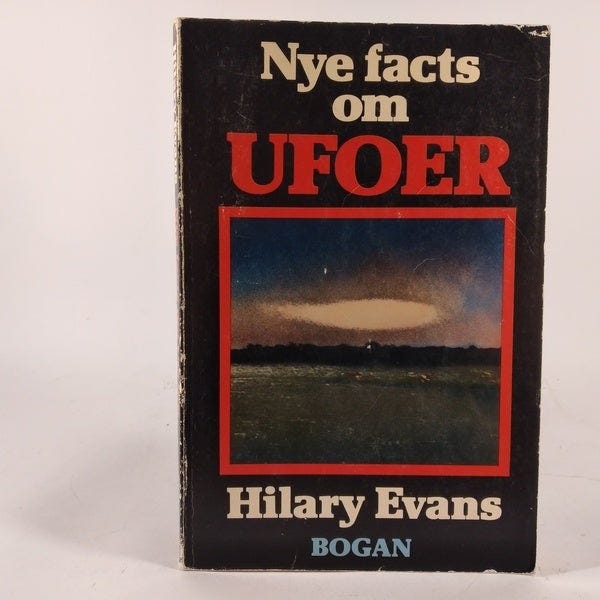 Nye facts
om
UFOER
Hilary Evans
BOGAN